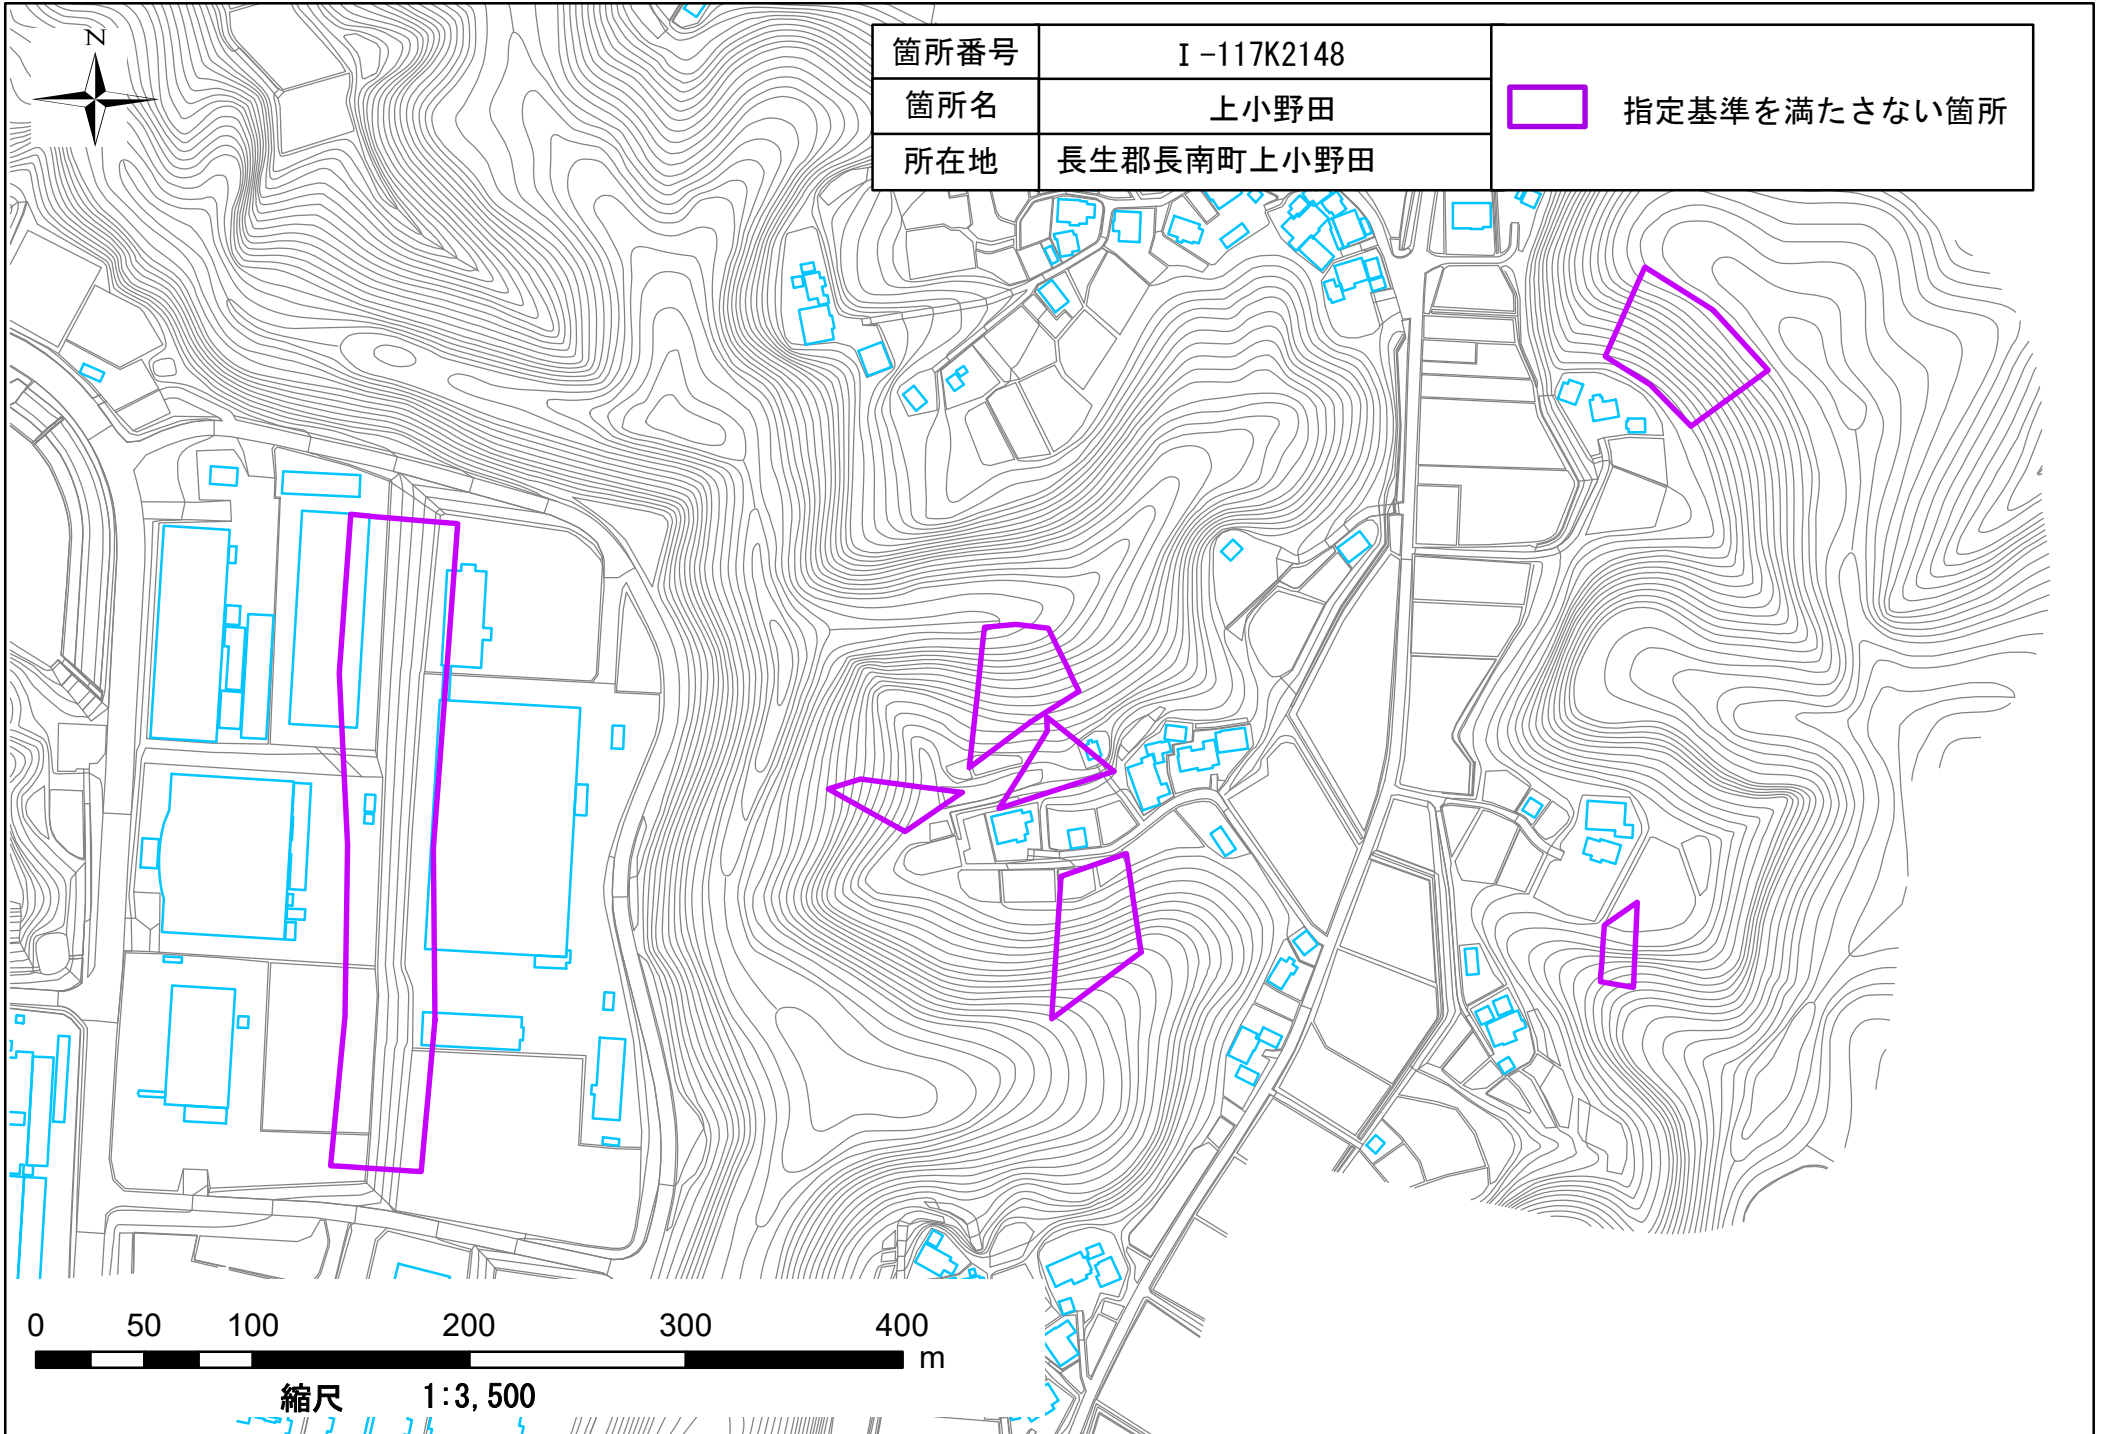 N
箇所番号 Ⅰ-117K2148
箇所名 上小野田
所在地 長生郡長南町上小野田
指定基準を満たさない箇所
0 50 100 200 300 400
m
縮尺 1:3,500